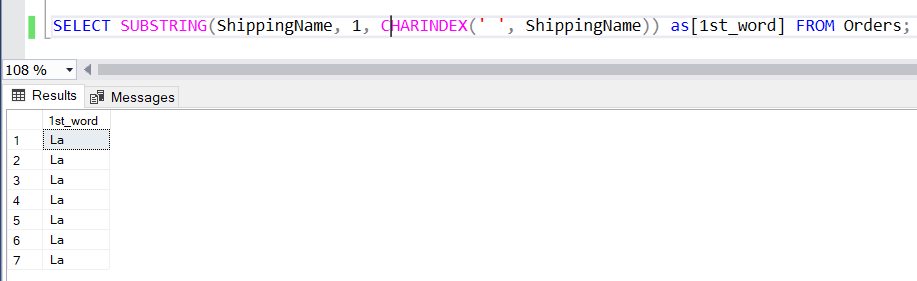 SELECT SUBSTRING(ShippingName, 1, CHARINDEX(' ', ShippingName)) as[1st_word] FROM Orders;
108 %
Results Messages
1st_word
1 La
2 La
3 La
4 La
5 La
6 La
7 La